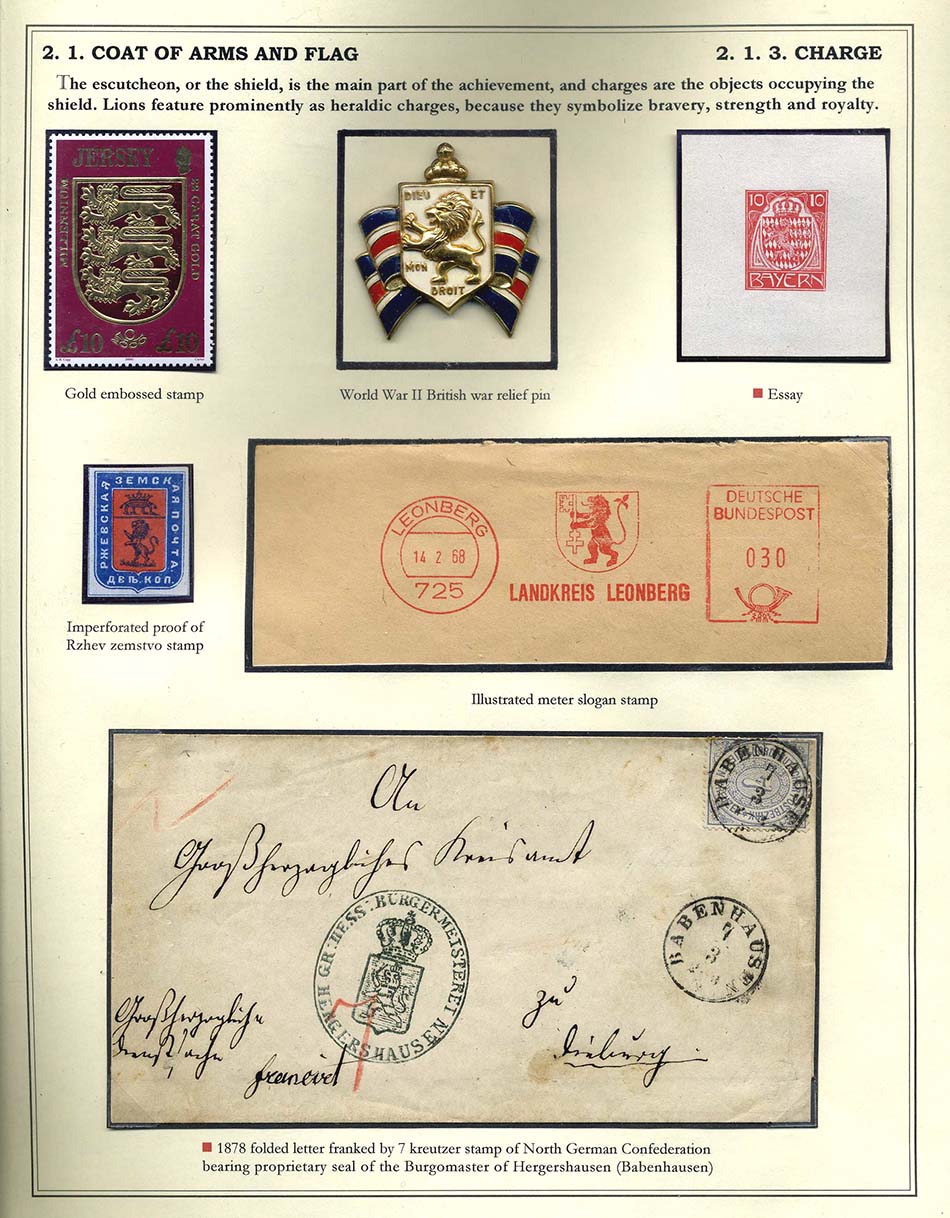 2. 1. COAT OF ARMS AND FLAG
2. 1. 3. CHARGE
The escutcheon, or the shield, is the main part of the achievement, and charges are the objects occupying the
shield. Lions feature prominently as heraldic charges, because they symbolize bravery, strength and royalty.
JERSEY
MILLENNIUM
22 CARAT GOLD
£10 £10
DIEU ET
MON
DROIT
10 10
BAYERN
Gold embossed stamp
World War II British war relief pin
■ Essay
РЖЕВСКАЯ ЗЕМСКАЯ ПОЧТА.
ДВѢ. КОП.
LEONBERG
14 2 68
725
LANDKREIS LEONBERG
DEUTSCHE
BUNDESPOST
030
Imperforated proof of
Rzhev zemstvo stamp
Illustrated meter slogan stamp
BABENHAUSEN
7
3
An
Großherzogliches Kreisamt
GR: HESS: BÜRGERMEISTEREI
HERGERSHAUSEN
BABENHAUSEN
7
3
zu
Dieburg
Großherzogliche
Dienstsache
7
■ 1878 folded letter franked by 7 kreutzer stamp of North German Confederation
bearing proprietary seal of the Burgomaster of Hergershausen (Babenhausen)